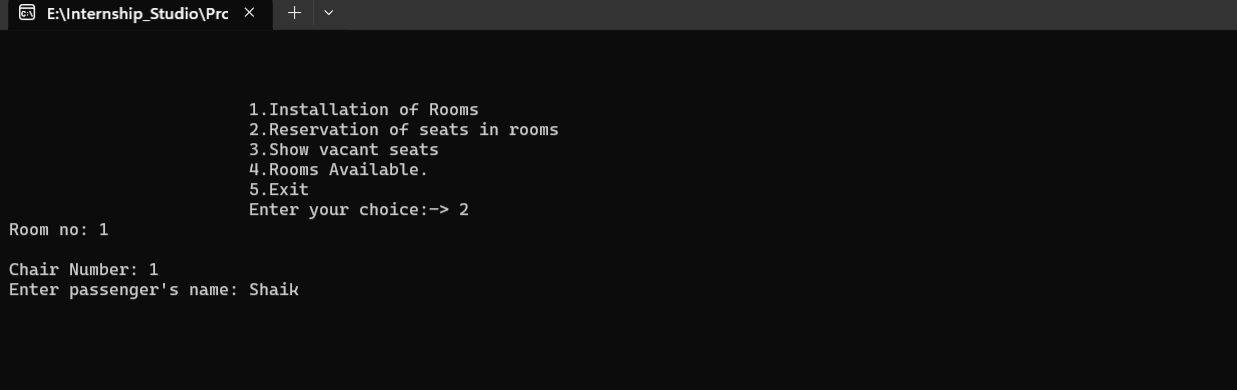 E:\Internship_Studio\Prc
1.Installation of Rooms
2.Reservation of seats in rooms
3.Show vacant seats
4.Rooms Available.
5.Exit
Enter your choice:-> 2
Room no: 1
Chair Number: 1
Enter passenger's name: Shaik